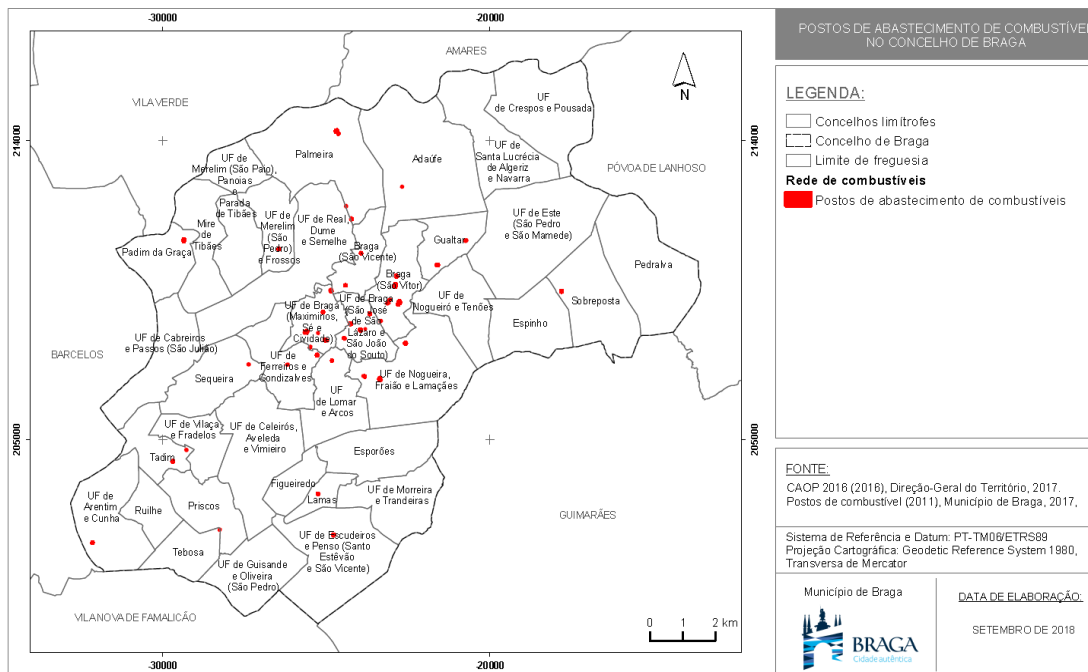 -30000
-20000
POSTOS DE ABASTECIMENTO DE COMBUSTÍVEL
NO CONCELHO DE BRAGA
LEGENDA:
Concelhos limítrofes
Concelho de Braga
Limite de freguesia
Rede de combustíveis
Postos de abastecimento de combustíveis
FONTE:
CAOP 2016 (2016), Direção-Geral do Território, 2017.
Postos de combustível (2011), Município de Braga, 2017,
Sistema de Referência e Datum: PT-TM06/ETRS89
Projeção Cartográfica: Geodetic Reference System 1980,
Transversa de Mercator
Município de Braga
BRAGA
Cidade autêntica
DATA DE ELABORAÇÃO:
SETEMBRO DE 2018
AMARES
VILA VERDE
N
214000
214000
PÓVOA DE LANHOSO
UF
de Crespos e Pousada
Palmeira
Adaúfe
UF de
Santa Lucrécia
de Algeriz
e Navarra
UF de
Merelim (São Paio),
Panoias
e
Parada
de Tibães
Mire
de
Tibães
UF de
Merelim
(São
Pedro)
e Frossos
UF de Real,
Dume
e Semelhe
Padim da Graça
Braga
(São Vicente)
Gualtar
UF de Este
(São Pedro
e São Mamede)
Pedralva
Braga
(São Vítor)
UF de
Nogueiró e Tenões
Sobreposta
Espinho
UF de Braga
(Maximinos,
Sé e
Cividade)
UF de Braga
(São José
de São
Lázaro e
São João
do Souto)
UF de Cabreiros
e Passos (São Julião)
BARCELOS
Sequeira
UF de
Ferreiros e
Gondizalves
UF de Nogueira,
Fraião e Lamaçães
UF
de Lomar
e Arcos
205000
205000
UF de Vilaça
e Fradelos
UF de Celeirós,
Aveleda
e Vimieiro
Tadim
Esporões
Figueiredo
Lamas
UF de Morreira
e Trandeiras
UF de
Arentim
e Cunha
Ruilhe
Priscos
GUIMARÃES
Tebosa
UF de Escudeiros
e Penso (Santo
Estêvão
e São Vicente)
UF de Guisande
e Oliveira
(São Pedro)
VILA NOVA DE FAMALICÃO
0 1 2 km
-30000
-20000